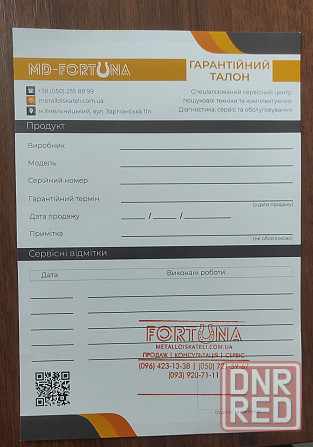 MD-FORTUNA
ГАРАНТІЙНИЙ
ТАЛОН
+38 (050) 255 88 99
metalloiskateli.com.ua
м. Хмельницький, вул. Зарічанська 11/1
Спеціалізований сервісний центр
пошукової техніки та комплектуючих
Діагностика, сервіс та обслуговування
Продукт
Виробник
Модель
Серійний номер
Гарантійний термін
(з дати продажу)
Дата продажу / /
Примітка
(не обов'язково)
Сервісні відмітки
Дата Виконані роботи
FORTUNA
METALLOISKATELI.COM.UA
ПРОДАЖ | КОНСУЛЬТАЦІЯ | СЕРВІС
(096) 423-13-38 | (050)
(093) 920-71-11
DNR
RED